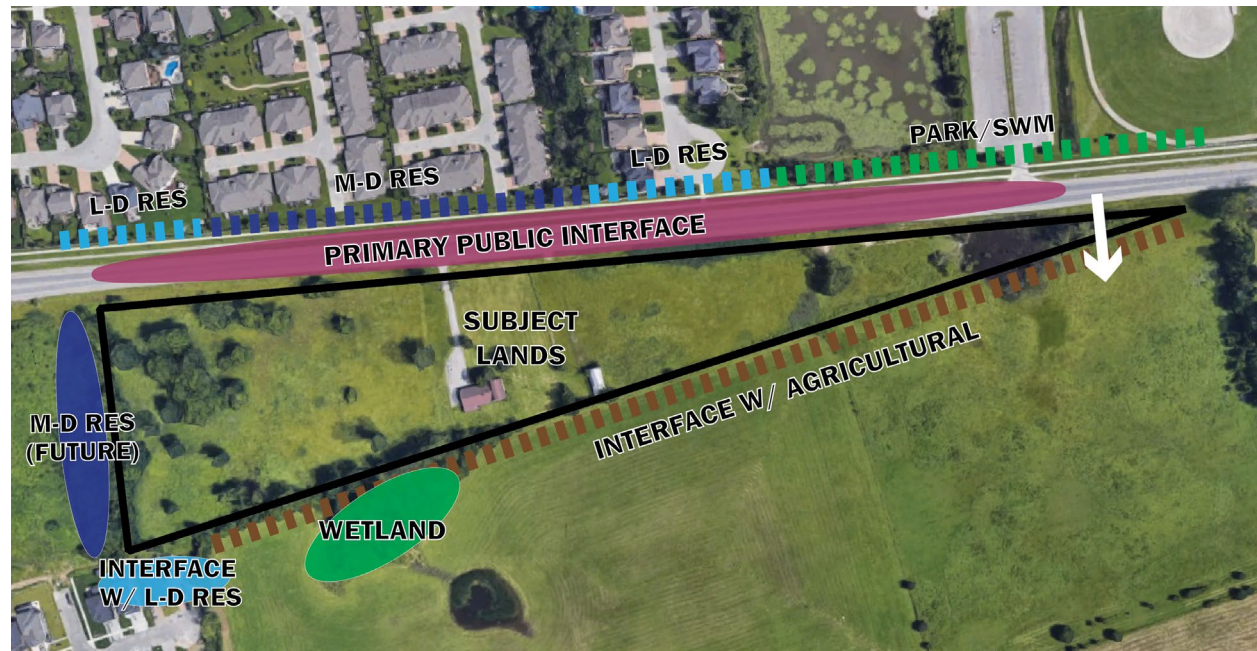 PARK/SWM
L-D RES
M-D RES
L-D RES
PRIMARY PUBLIC INTERFACE
SUBJECT
LANDS
INTERFACE W/ AGRICULTURAL
M-D RES
(FUTURE)
WETLAND
INTERFACE
W/ L-D RES